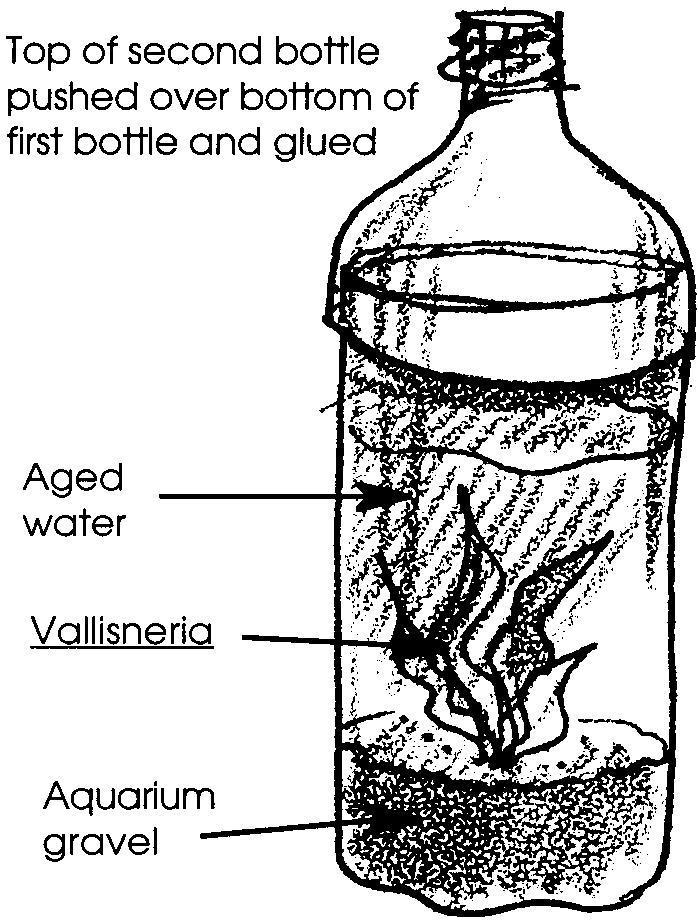 Top of second bottle
pushed over bottom of
first bottle and glued
Aged
water
Vallisneria
Aquarium
gravel